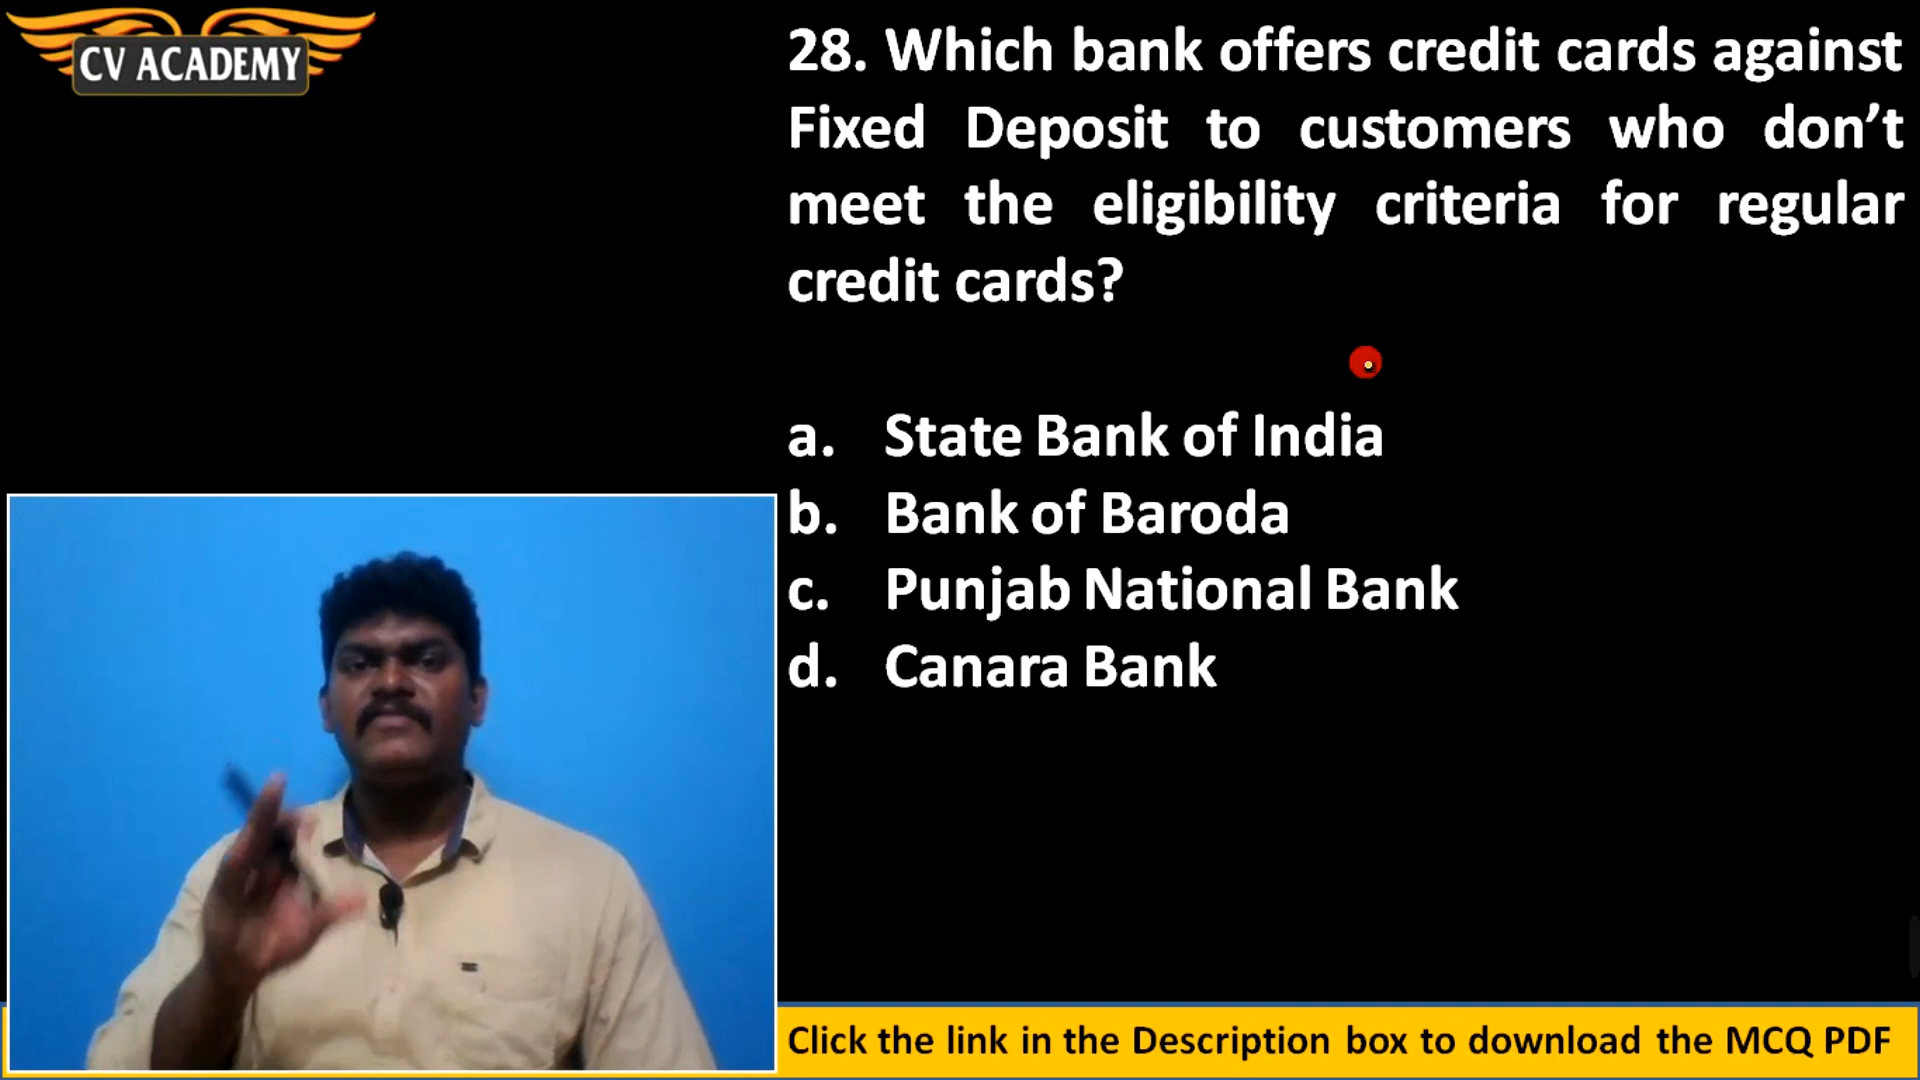 CV ACADEMY
28. Which bank offers credit cards against
Fixed Deposit to customers who don’t
meet the eligibility criteria for regular
credit cards?
a. State Bank of India
b. Bank of Baroda
c. Punjab National Bank
d. Canara Bank
Click the link in the Description box to download the MCQ PDF